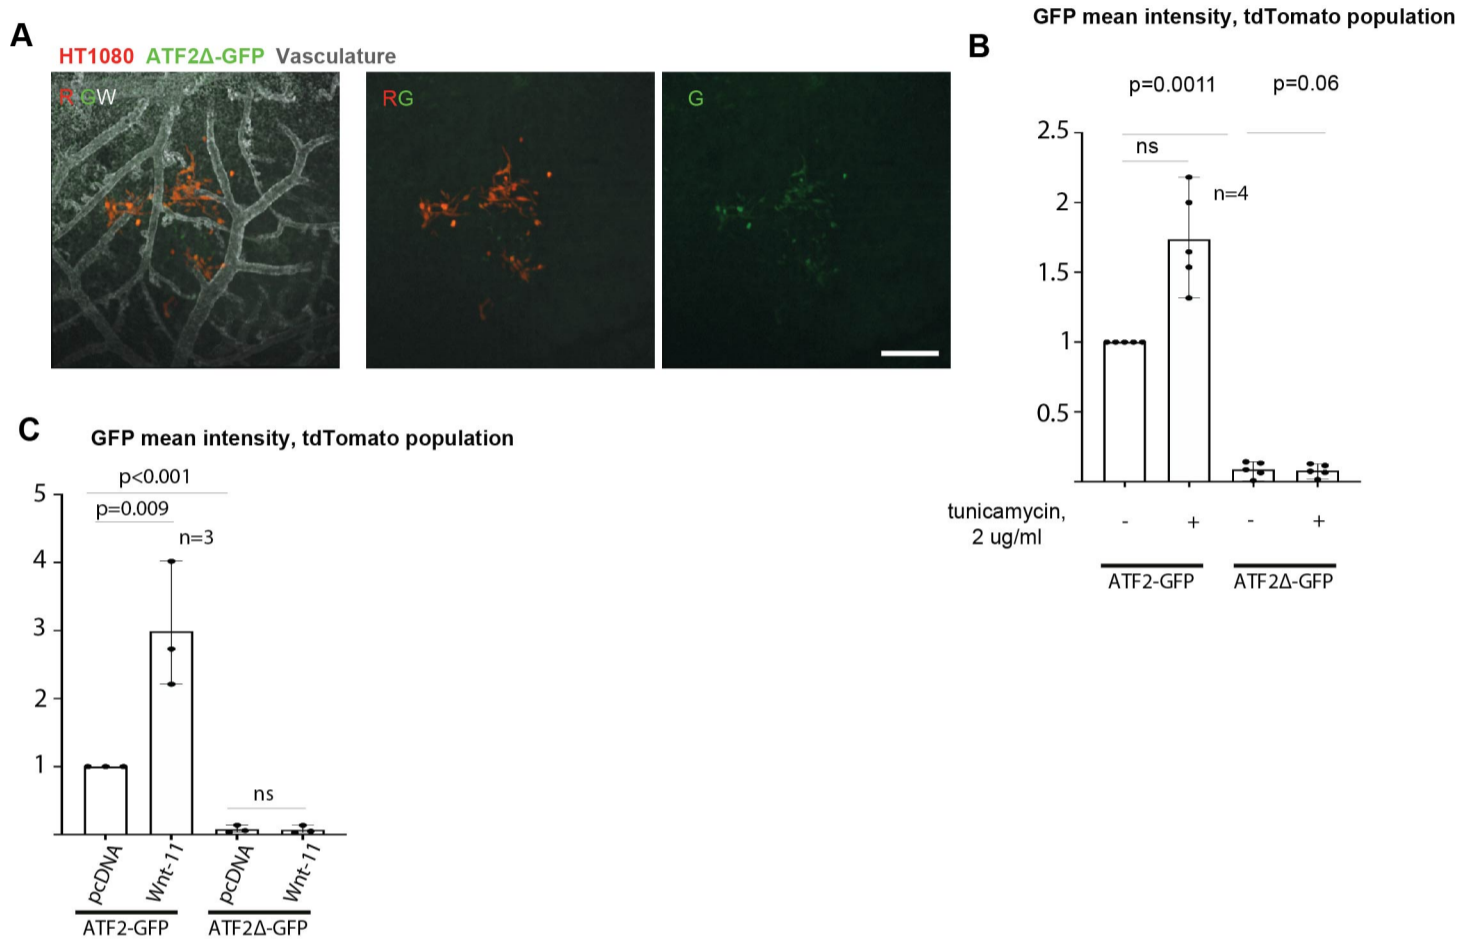 A
HT1080 ATF2Δ-GFP Vasculature
R GW
RG
G
B
GFP mean intensity, tdTomato population
p=0.0011 p=0.06
ns
n=4
2.5
2
1.5
1
0.5
tunicamycin,
2 ug/ml
- + - +
ATF2-GFP ATF2Δ-GFP
C
GFP mean intensity, tdTomato population
p<0.001
p=0.009
n=3
ns
5
4
3
2
1
pcDNA Wnt-11 pcDNA Wnt-11
ATF2-GFP ATF2Δ-GFP